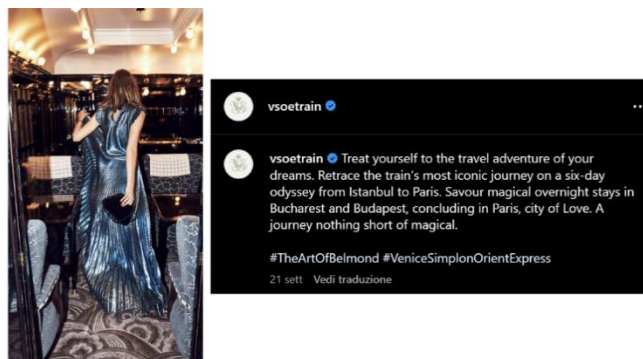 vsoetrain
vsoetrain Treat yourself to the travel adventure of your
dreams. Retrace the train's most iconic journey on a six-day
odyssey from Istanbul to Paris. Savour magical overnight stays in
Bucharest and Budapest, concluding in Paris, city of Love. A
journey nothing short of magical.
#TheArtOfBelmond #VeniceSimplonOrientExpress
21 sett Vedi traduzione